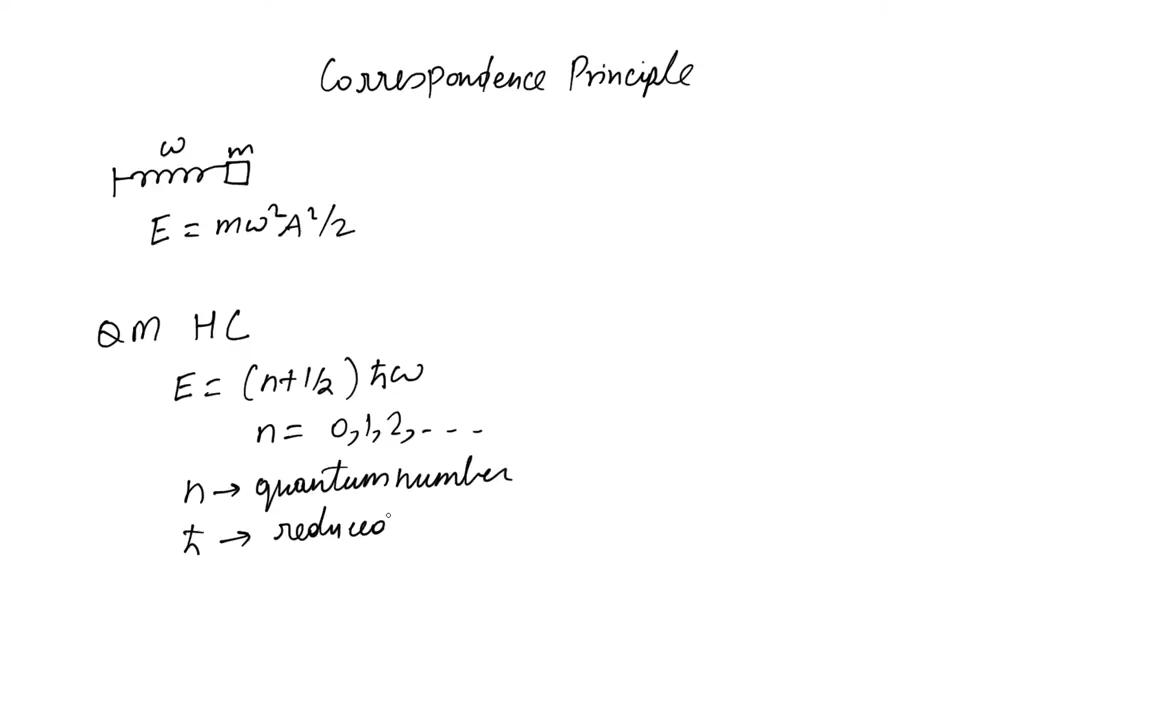 Correspondence Principle
ω m
E = mω²A²/2
QM HC
E = (n+1/2) ħω
n = 0,1,2,---
n → quantum number
ħ → reduced